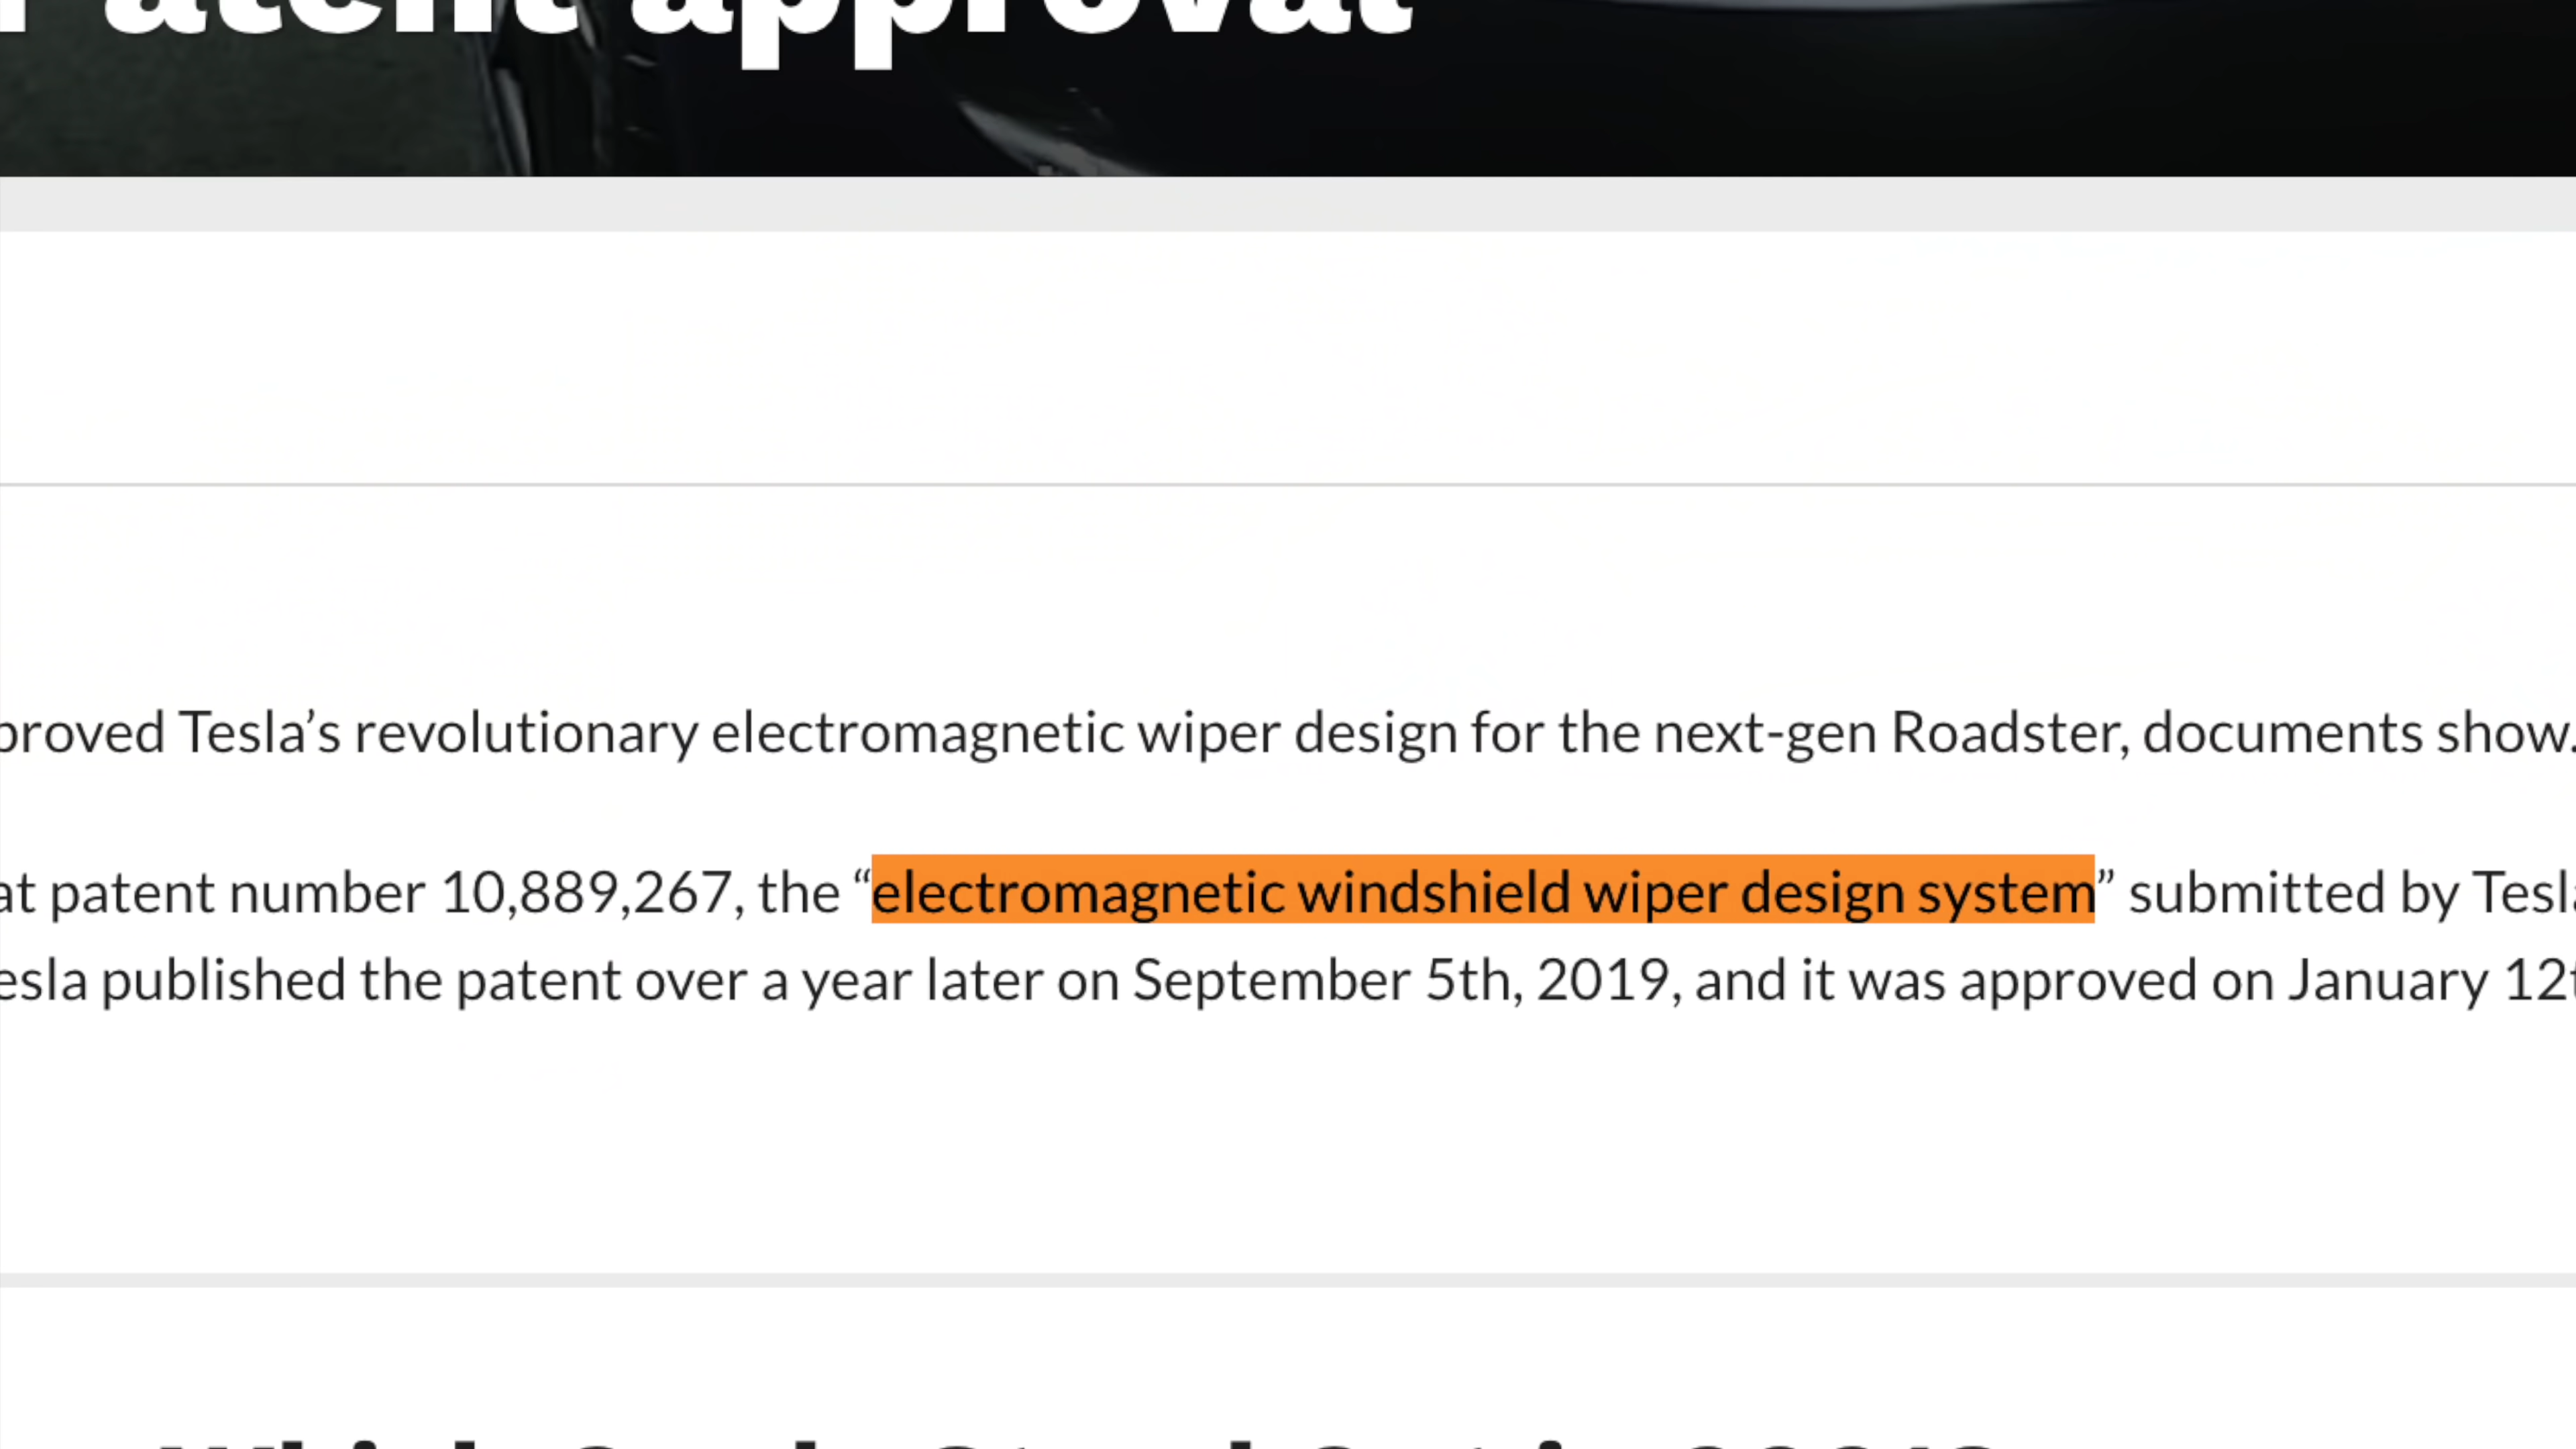 Patent approval
proved Tesla’s revolutionary electromagnetic wiper design for the next-gen Roadster, documents show.
at patent number 10,889,267, the “electromagnetic windshield wiper design system” submitted by Tesla
esla published the patent over a year later on September 5th, 2019, and it was approved on January 12t